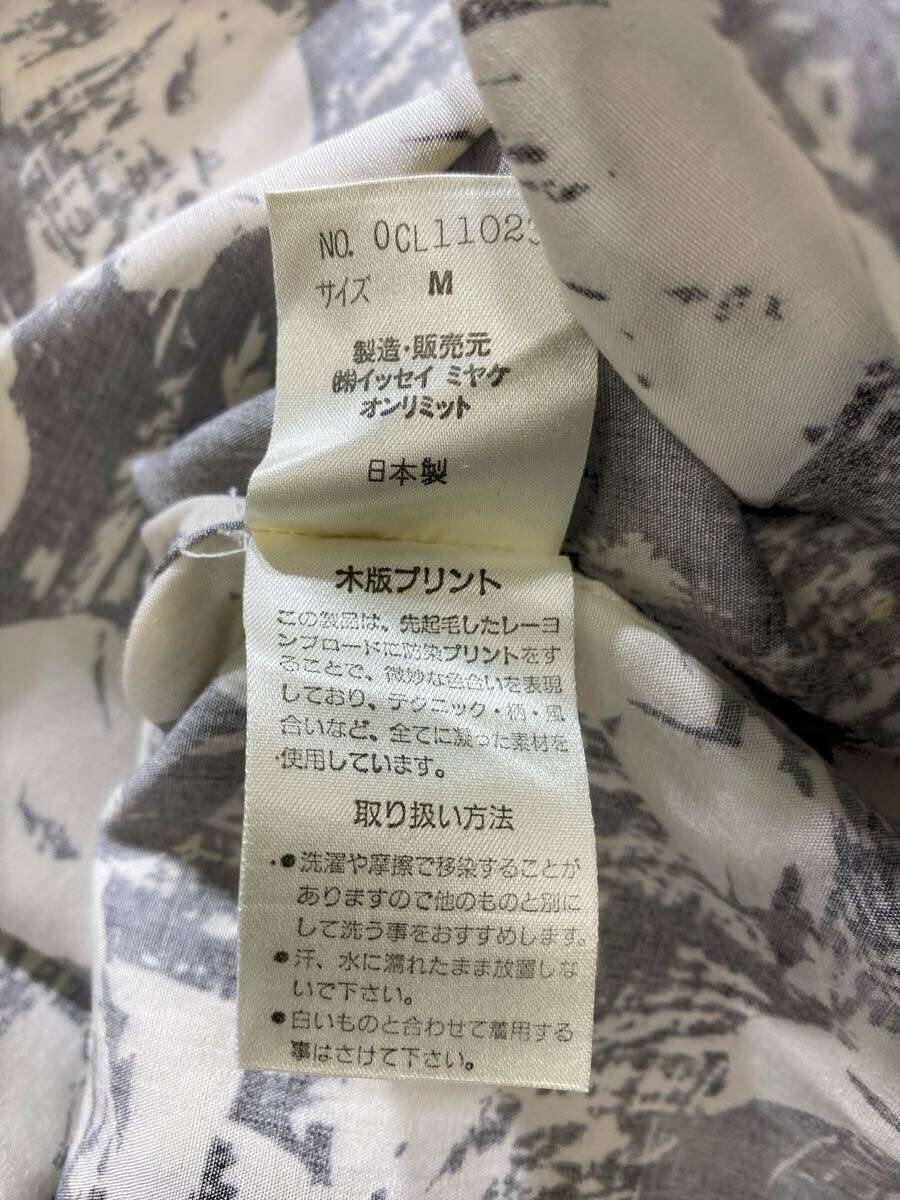 NO. 0CL11023
サイズ M
製造・販売元
㈱イッセイ ミヤケ
オンリミット
日本製
木版プリント
この製品は、先起毛したレーヨ
ンブロードに防染プリントをす
ることで、微妙な色合いを表現
しており、テクニック・柄・風
合いなど、全てに凝った素材を
使用しています。
取り扱い方法
●洗濯や摩擦で移染することが
ありますので他のものと別に
して洗う事をおすすめします。
●汗、水に濡れたまま放置しな
いで下さい。
●白いものと合わせて着用する
事はさけて下さい。